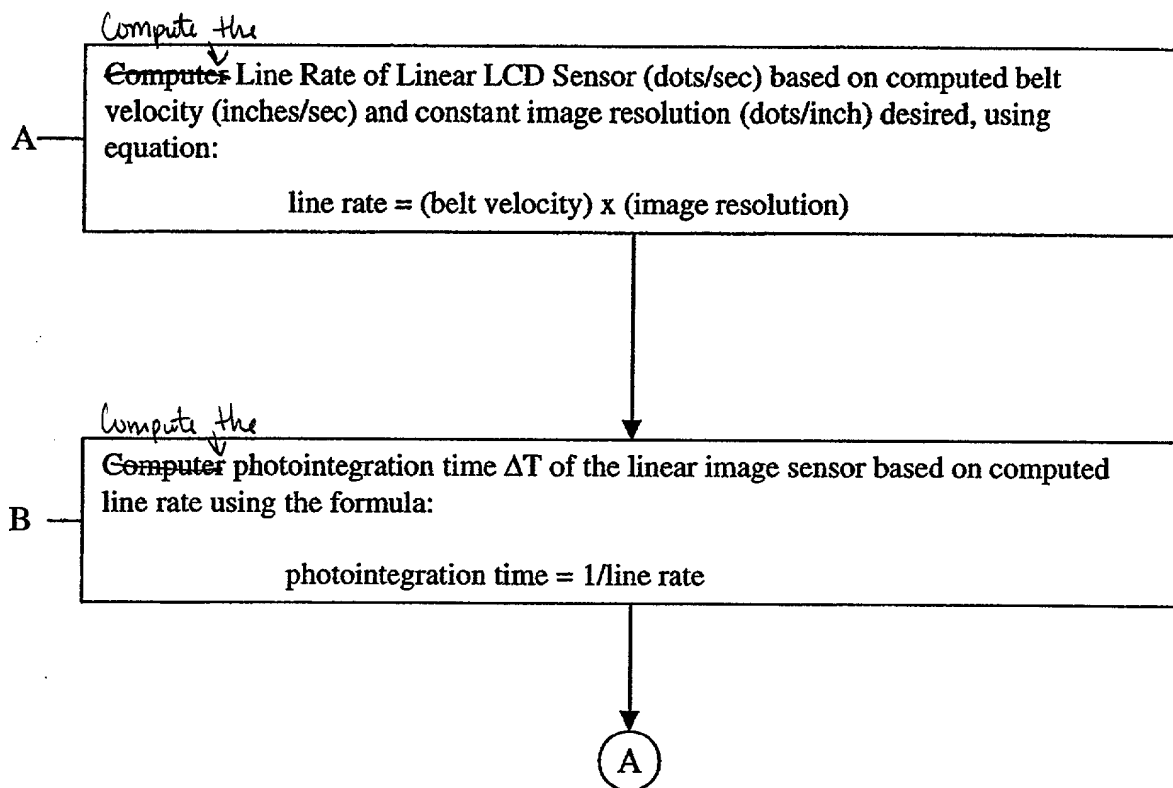 Compute the
Computer Line Rate of Linear LCD Sensor (dots/sec) based on computed belt
velocity (inches/sec) and constant image resolution (dots/inch) desired, using
A
equation:
line rate = (belt velocity) x (image resolution)
Compute the
Computer photointegration time ΔT of the linear image sensor based on computed
line rate using the formula:
B
photointegration time = 1/line rate
A